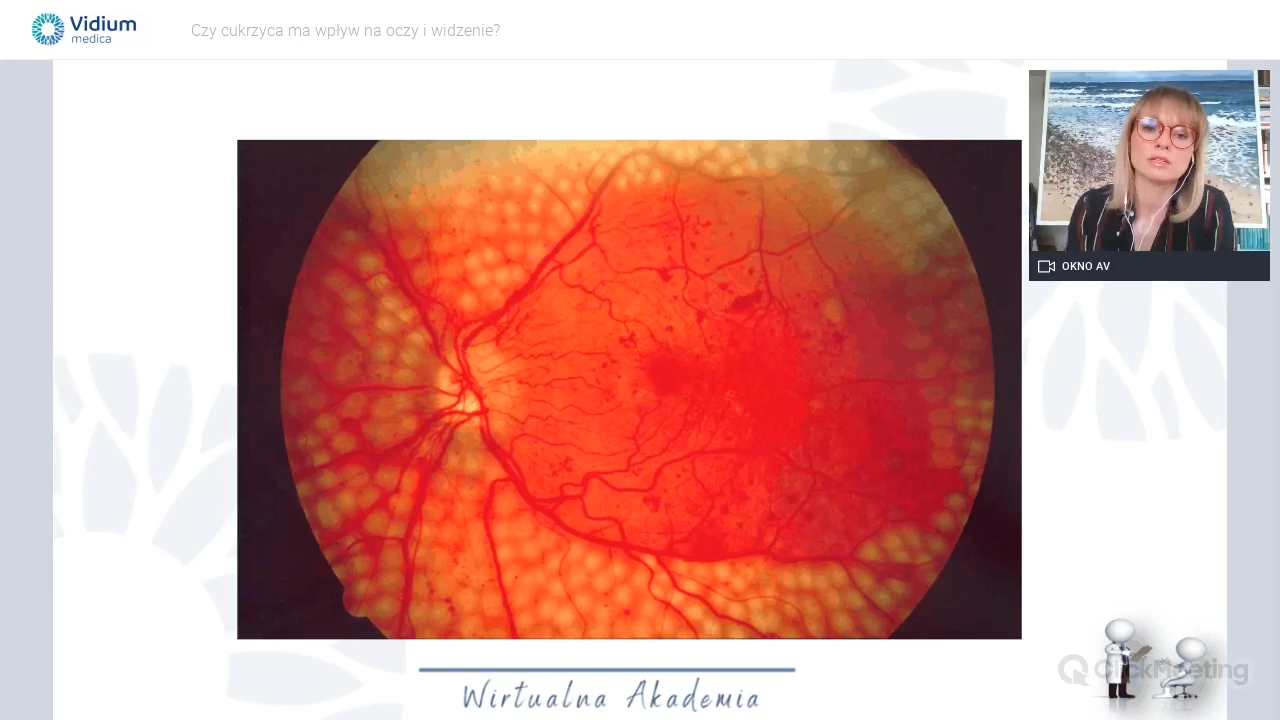 Vidium
medica
Czy cukrzyca ma wpływ na oczy i widzenie?
OKNO AV
ClickMeeting
Wirtualna Akademia